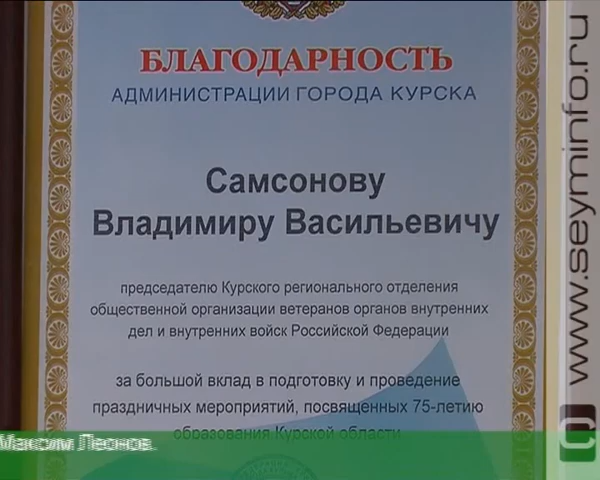 БЛАГОДАРНОСТЬ
АДМИНИСТРАЦИИ ГОРОДА КУРСКА
Самсонову
Владимиру Васильевичу
председателю Курского регионального отделения
общественной организации ветеранов органов внутренних
дел и внутренних войск Российской Федерации
за большой вклад в подготовку и проведение
праздничных мероприятий, посвященных 75-летию
образования Курской области
Максим Леонов.
www.seyminfo.ru